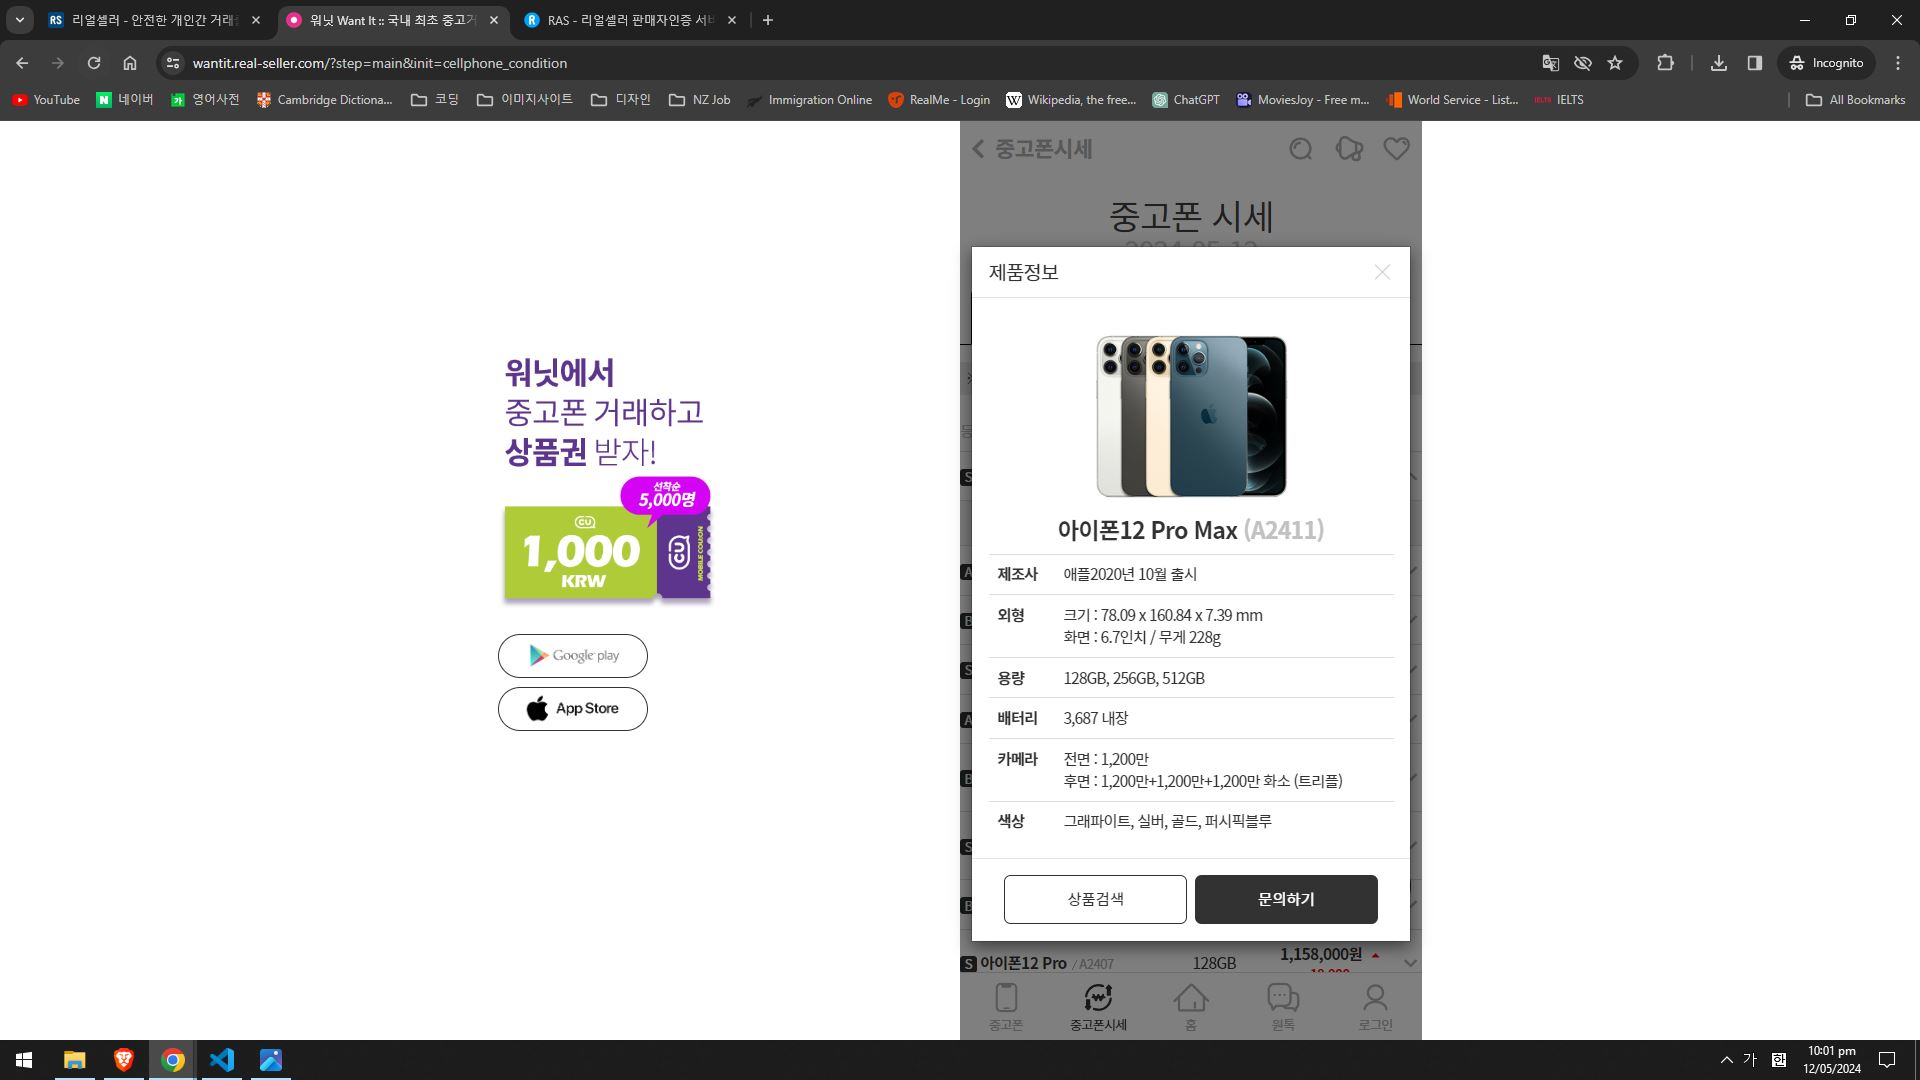 리얼셀러 - 안전한 개인간 거래
워닛 Want It :: 국내 최초 중고거
RAS - 리얼셀러 판매자인증 서비
wantit.real-seller.com/?step=main&init=cellphone_condition
Incognito
YouTube
네이버
영어사전
Cambridge Dictiona...
코딩
이미지사이트
디자인
NZ Job
Immigration Online
RealMe - Login
Wikipedia, the free...
ChatGPT
MoviesJoy - Free m...
World Service - List...
IELTS
All Bookmarks
워닛에서
중고폰 거래하고
상품권 받자!
선착순
5,000명
CU
1,000
KRW
CU
MOBILE COUPON
Google play
App Store
중고폰시세
중고폰 시세
2024-05-12
제품정보
아이폰12 Pro Max (A2411)
제조사 애플2020년 10월 출시
외형 크기 : 78.09 x 160.84 x 7.39 mm
화면 : 6.7인치 / 무게 228g
용량 128GB, 256GB, 512GB
배터리 3,687 내장
카메라 전면 : 1,200만
후면 : 1,200만+1,200만+1,200만 화소 (트리플)
색상 그래파이트, 실버, 골드, 퍼시픽블루
상품검색
문의하기
S 아이폰12 Pro / A2407 128GB 1,158,000원
중고폰
중고폰시세
홈
원톡
로그인
가
한
10:01 pm
12/05/2024